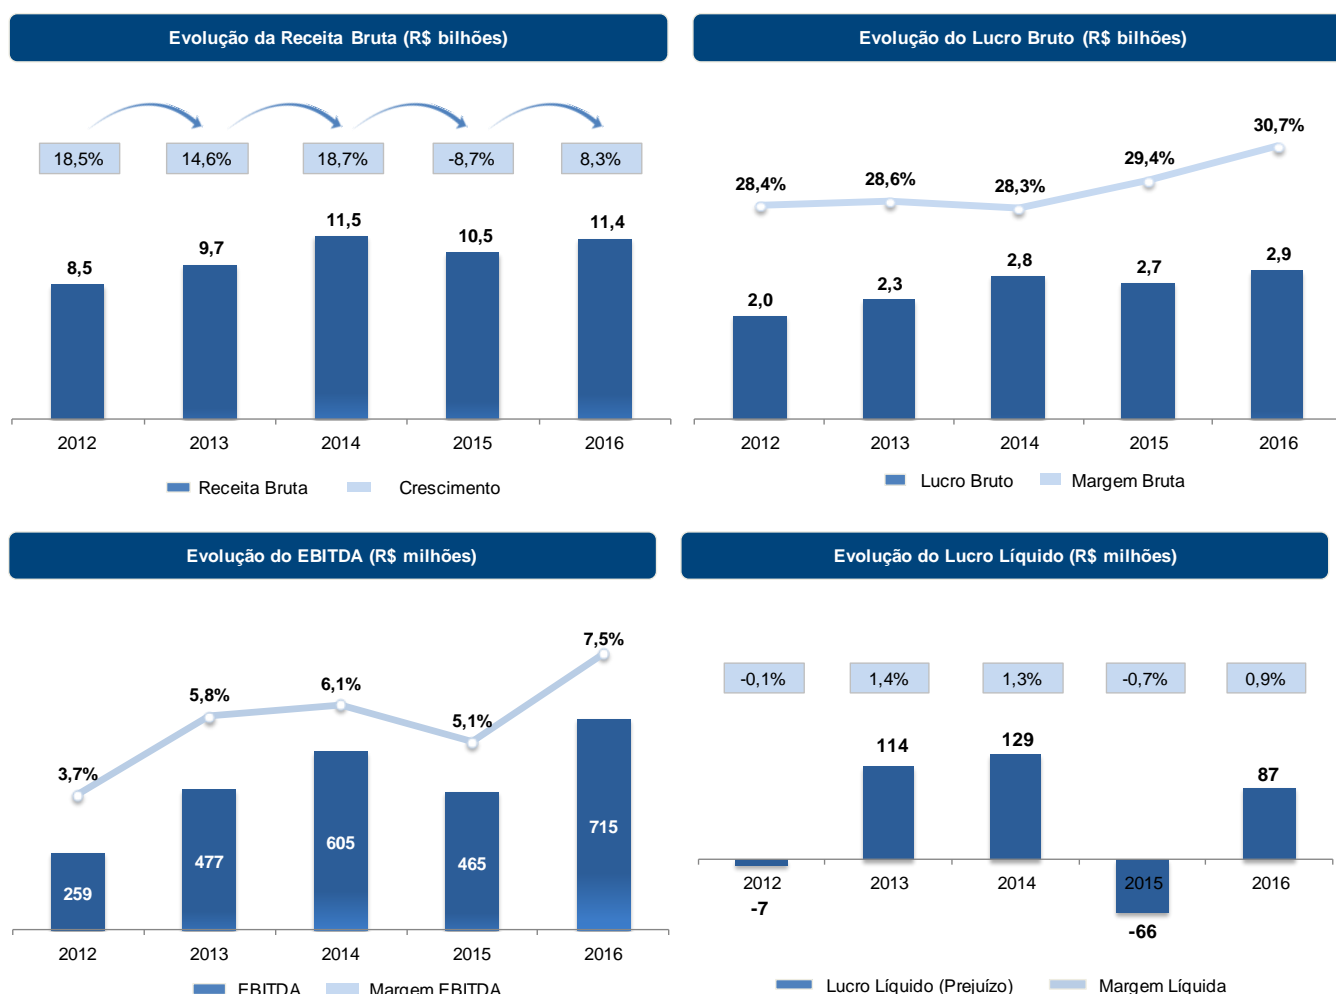 Evolução da Receita Bruta (R$ bilhões)
18,5% 14,6% 18,7% -8,7% 8,3%
8,5 9,7 11,5 10,5 11,4
2012 2013 2014 2015 2016
Receita Bruta Crescimento
Evolução do Lucro Bruto (R$ bilhões)
28,4% 28,6% 28,3% 29,4% 30,7%
2,0 2,3 2,8 2,7 2,9
2012 2013 2014 2015 2016
Lucro Bruto Margem Bruta
Evolução do EBITDA (R$ milhões)
3,7% 5,8% 6,1% 5,1% 7,5%
259 477 605 465 715
2012 2013 2014 2015 2016
EBITDA Margem EBITDA
Evolução do Lucro Líquido (R$ milhões)
-0,1% 1,4% 1,3% -0,7% 0,9%
114 129 87
2012 2013 2014 2015 2016
-7 -66
Lucro Líquido (Prejuízo) Margem Líquida